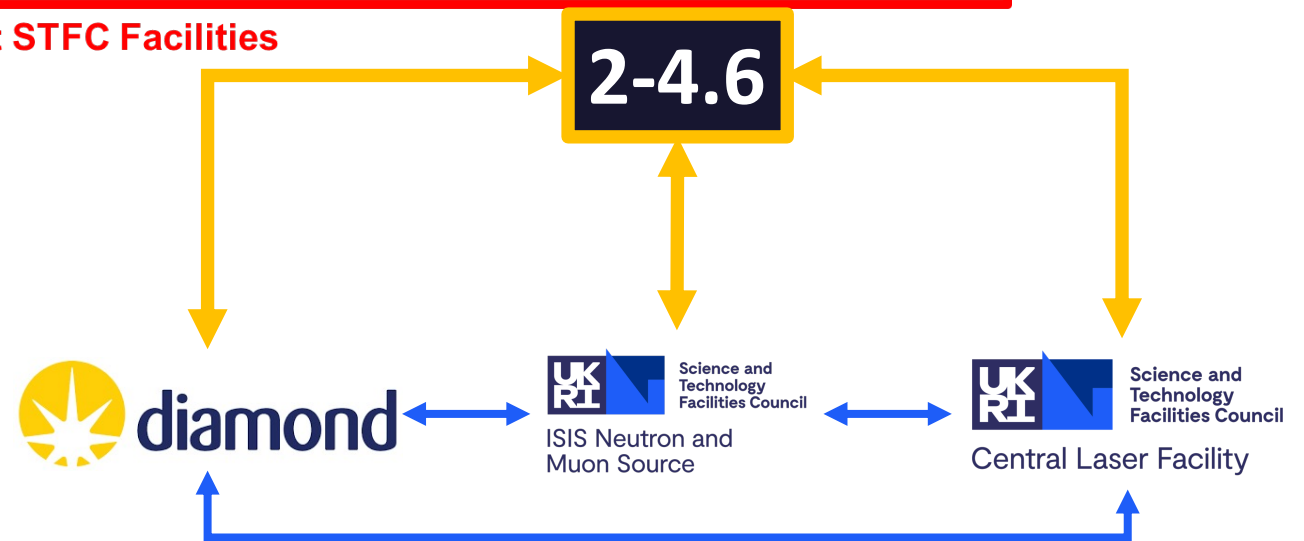 STFC Facilities
2-4.6
diamond
UK
RI
Science and
Technology
Facilities Council
ISIS Neutron and
Muon Source
UK
RI
Science and
Technology
Facilities Council
Central Laser Facility